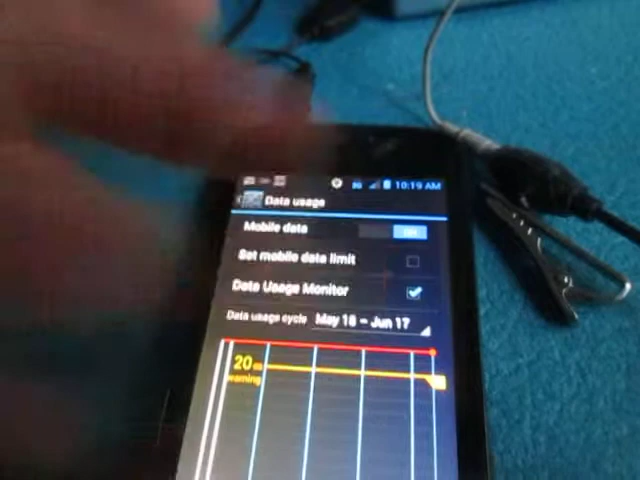 10:19 AM
Data usage
Mobile data ON
Set mobile data limit
Data Usage Monitor
Data usage cycle May 18 – Jun 17
20
warning